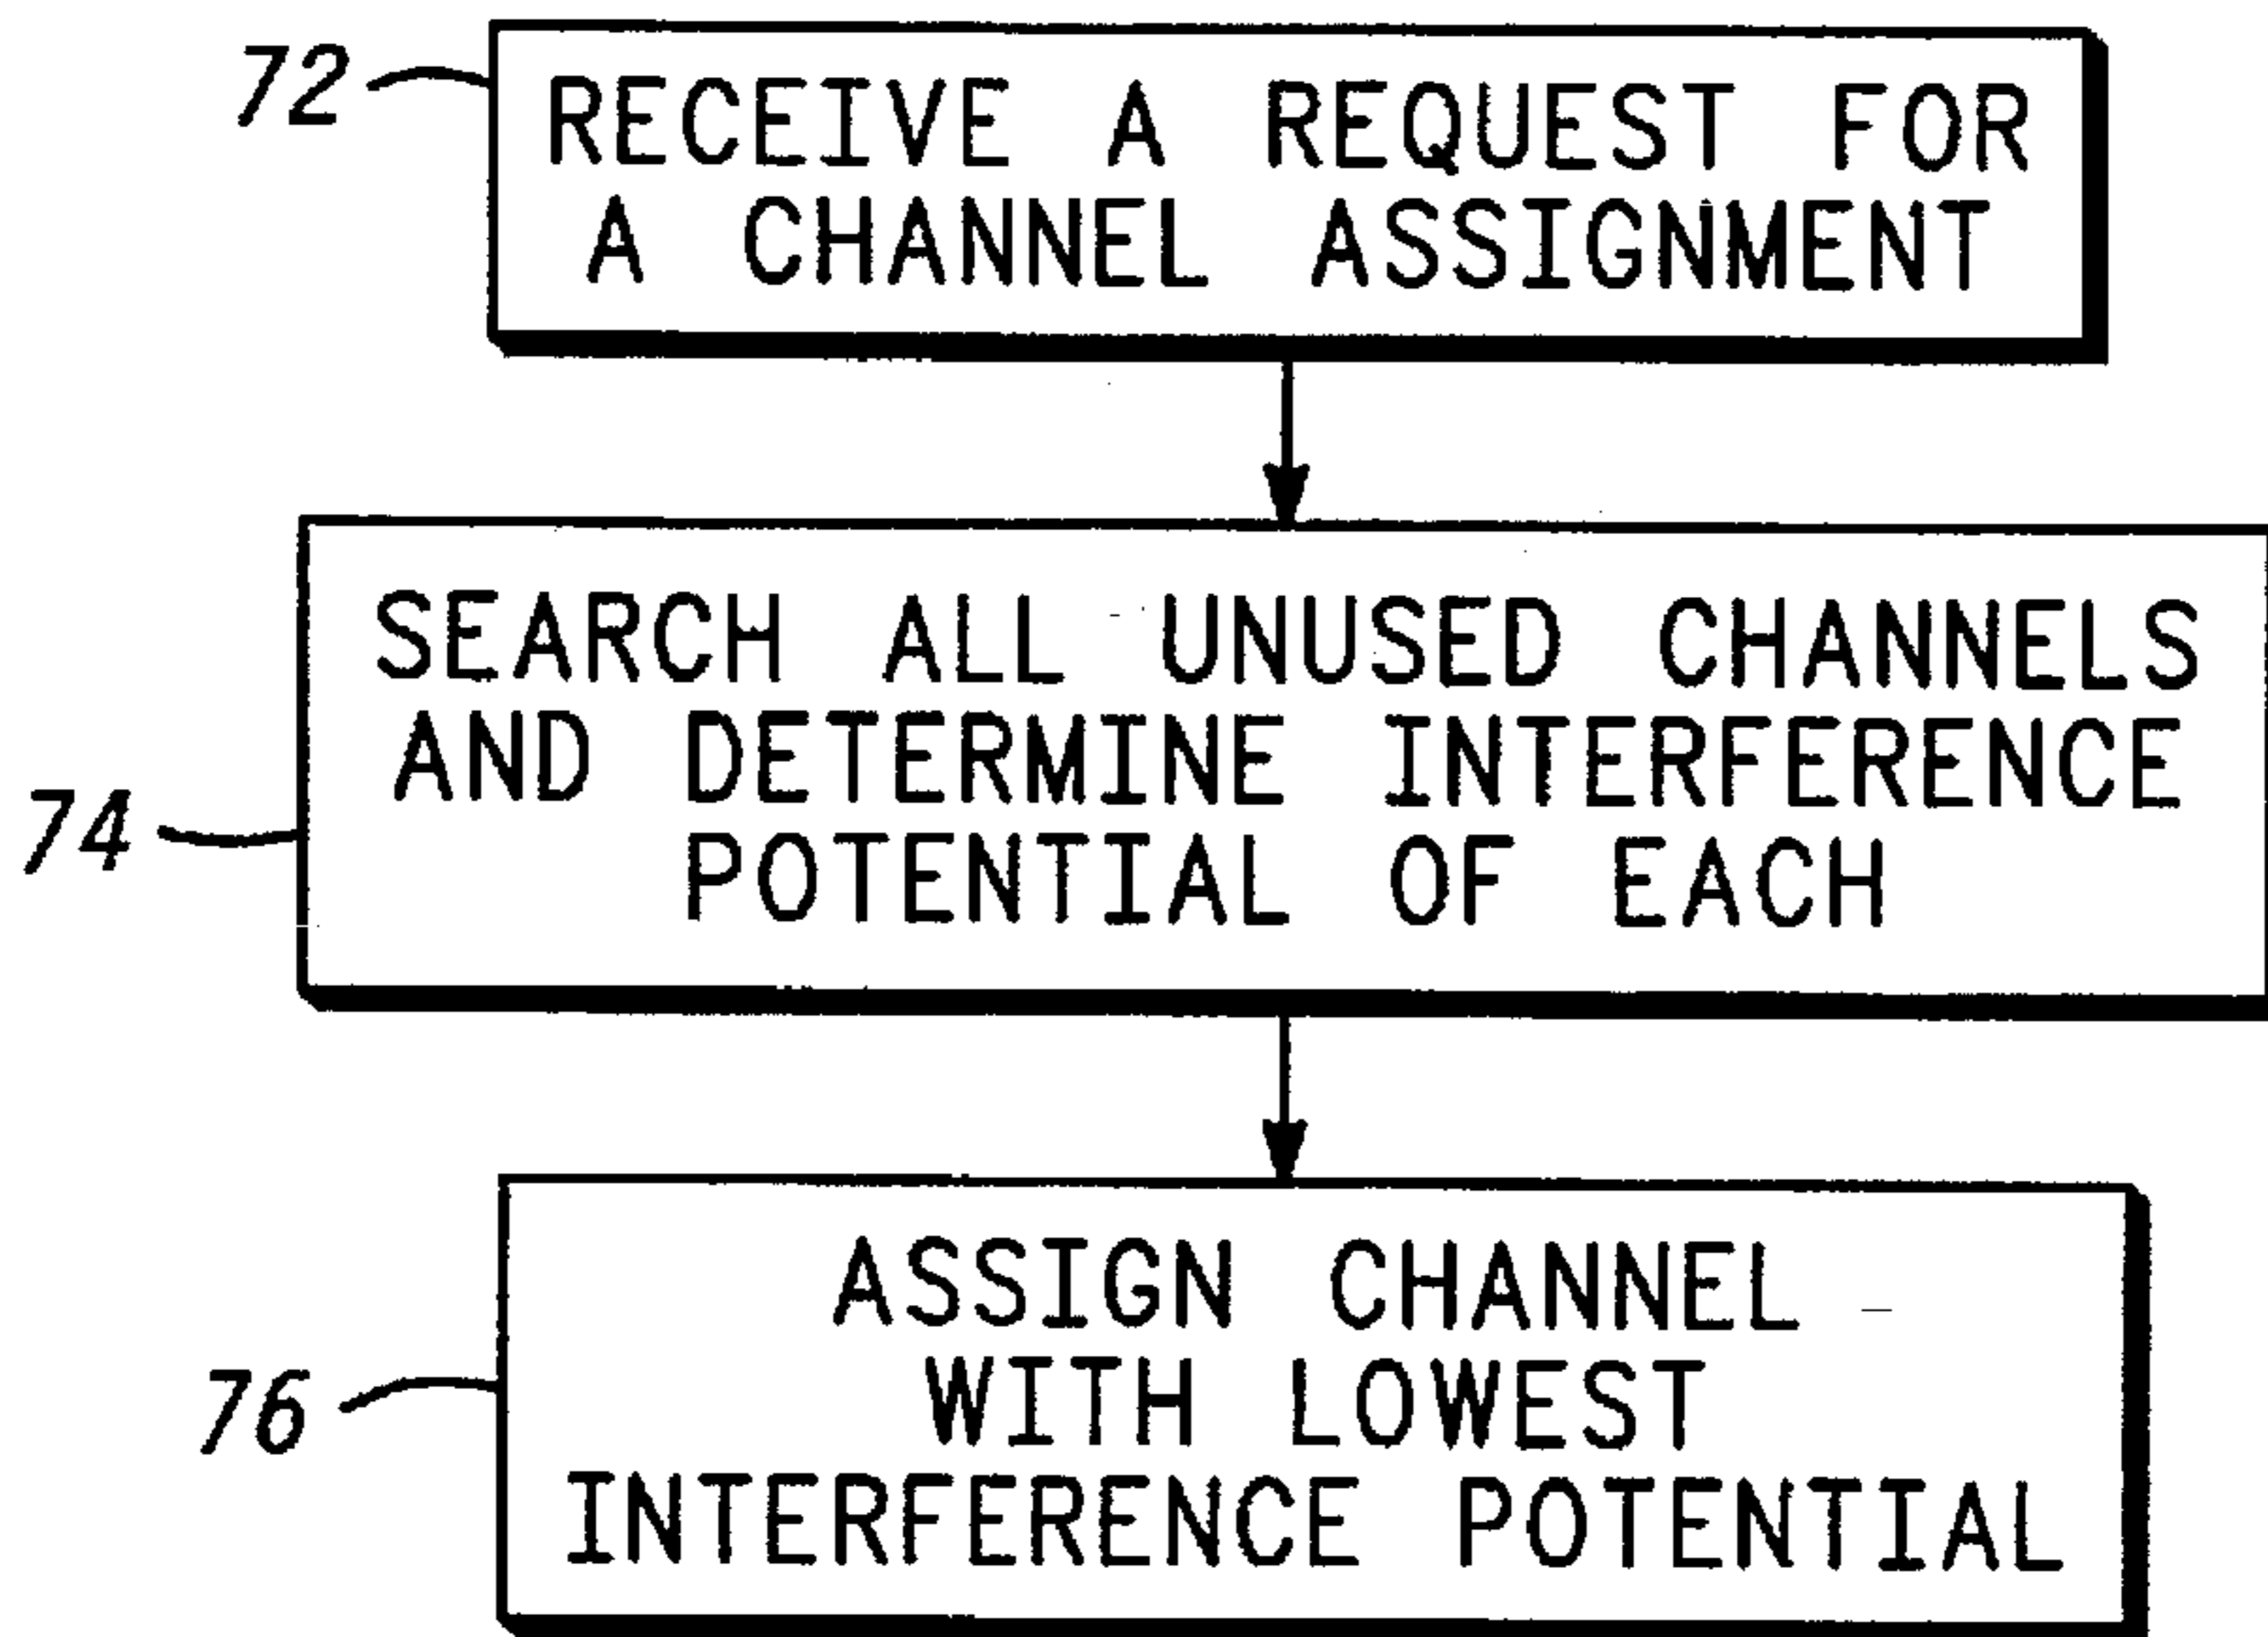 72
RECEIVE A REQUEST FOR
A CHANNEL ASSIGNMENT
SEARCH ALL UNUSED CHANNELS
AND DETERMINE INTERFERENCE
POTENTIAL OF EACH
74
ASSIGN CHANNEL
WITH LOWEST
INTERFERENCE POTENTIAL
76